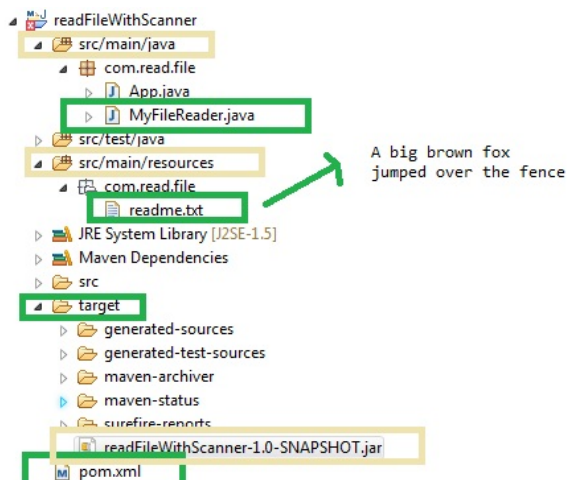 readFileWithScanner
src/main/java
com.read.file
App.java
MyFileReader.java
src/test/java
src/main/resources
com.read.file
readme.txt
A big brown fox
jumped over the fence
JRE System Library [J2SE-1.5]
Maven Dependencies
src
target
generated-sources
generated-test-sources
maven-archiver
maven-status
surefire-reports
readFileWithScanner-1.0-SNAPSHOT.jar
pom.xml